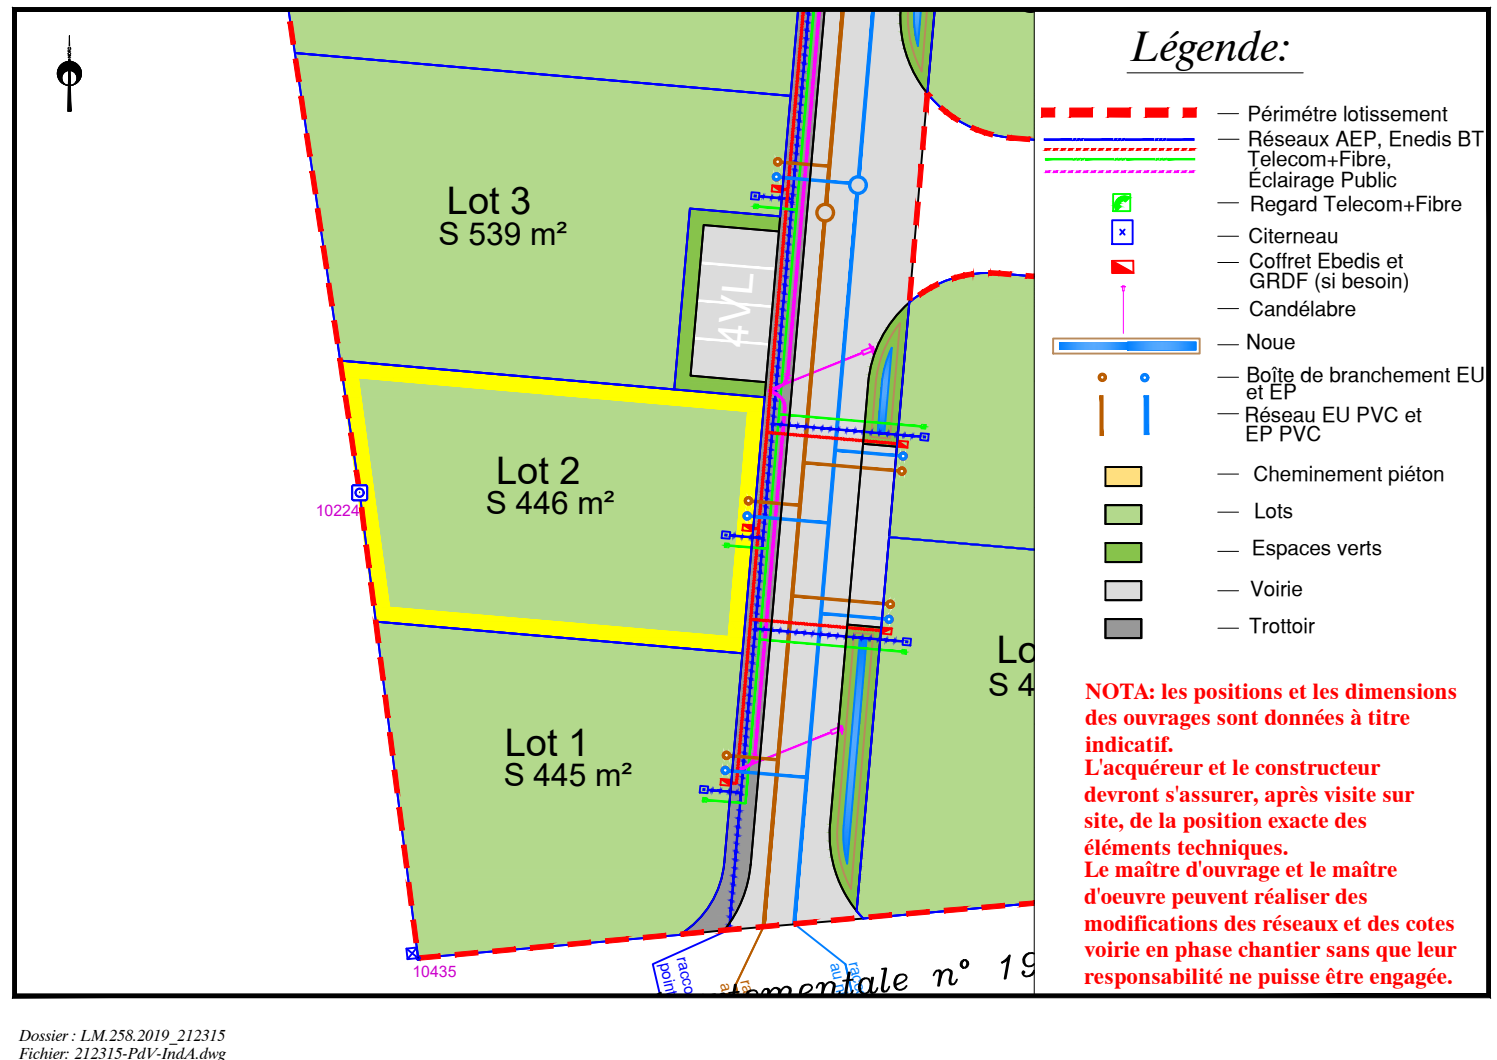 Lot 3
S 539 m²
4VL
Lot 2
S 446 m²
10224
Lot 1
S 445 m²
10435
Lo
S 4
n° 19
Légende:
Périmétre lotissement
Réseaux AEP, Enedis BT
Telecom+Fibre,
Éclairage Public
Regard Telecom+Fibre
Citerneau
Coffret Ebedis et
GRDF (si besoin)
Candélabre
Noue
Boîte de branchement EU
et EP
Réseau EU PVC et
EP PVC
Cheminement piéton
Lots
Espaces verts
Voirie
Trottoir
NOTA: les positions et les dimensions
des ouvrages sont données à titre
indicatif.
L'acquéreur et le constructeur
devront s'assurer, après visite sur
site, de la position exacte des
éléments techniques.
Le maître d'ouvrage et le maître
d'oeuvre peuvent réaliser des
modifications des réseaux et des cotes
voirie en phase chantier sans que leur
responsabilité ne puisse être engagée.
Dossier : LM.258.2019_212315
Fichier: 212315-PdV-IndA.dwg